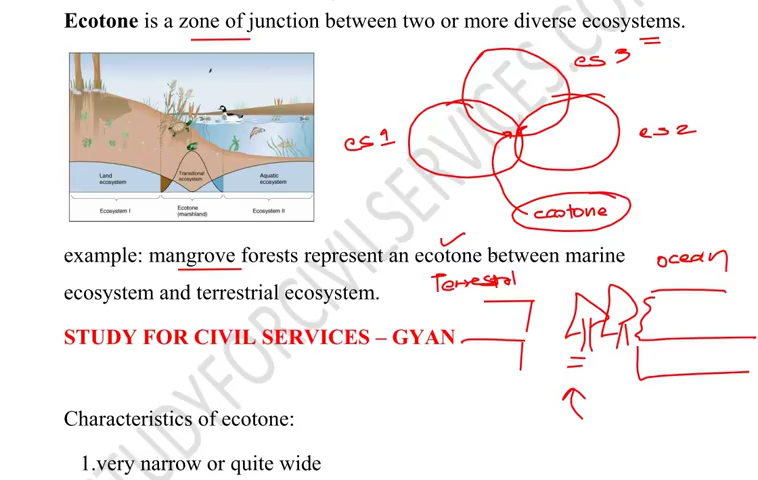 Ecotone is a zone of junction between two or more diverse ecosystems.
es 3
es 1
es 2
Land ecosystem
Transitional ecosystem
Aquatic ecosystem
Ecosystem I
Ecotone (marshland)
Ecosystem II
ecotone
example: mangrove forests represent an ecotone between marine
ocean
Terrestrial
ecosystem and terrestrial ecosystem.
STUDY FOR CIVIL SERVICES – GYAN
Characteristics of ecotone:
1.very narrow or quite wide
STUDYFORCIVILSERVICES.COM